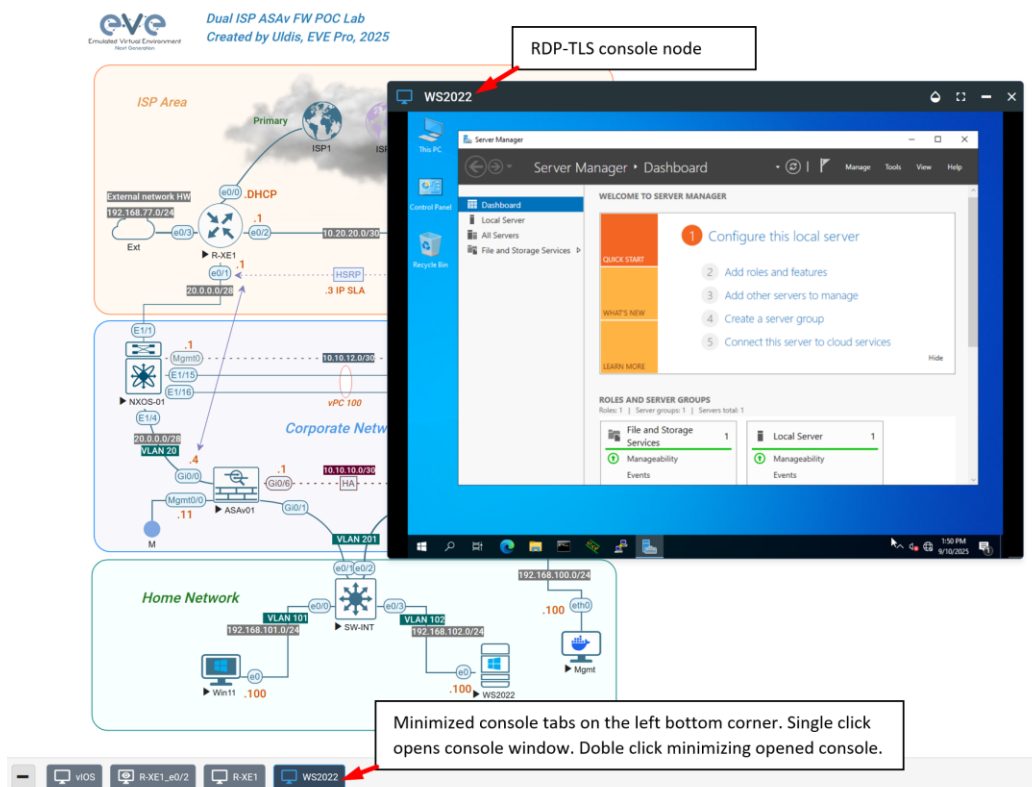 EVE
Emulated Virtual Environment
Next Generation
Dual ISP ASAv FW POC Lab
Created by Uldis, EVE Pro, 2025
RDP-TLS console node
ISP Area
Primary
ISP1
External network HW
192.168.77.0/24
Ext
e0/0
.DHCP
e0/3
.1
e0/2
10.20.20.0/30
R-XE1
e0/1
.1
HSRP
20.0.0.0/28
.3 IP SLA
E1/1
.1
Mgmt0
10.10.12.0/30
E1/15
E1/16
NXOS-01
vPC 100
E1/4
20.0.0.0/28
VLAN 20
Corporate Netw
.4
Gi0/0
.1
Gi0/6
10.10.10.0/30
HA
Mgmt0/0
.11
ASAv01
Gi0/1
M
VLAN 201
WS2022
This PC
Control Panel
Recycle Bin
Server Manager
Server Manager • Dashboard
Manage Tools View Help
Dashboard
Local Server
All Servers
File and Storage Services
WELCOME TO SERVER MANAGER
QUICK START
WHAT'S NEW
LEARN MORE
1 Configure this local server
2 Add roles and features
3 Add other servers to manage
4 Create a server group
5 Connect this server to cloud services
Hide
ROLES AND SERVER GROUPS
Roles: 1 | Server groups: 1 | Servers total: 1
File and Storage
Services
1
Manageability
Events
Local Server 1
Manageability
Events
1:50 PM
9/10/2025
Home Network
e0/1
e0/2
e0/0
e0/3
SW-INT
VLAN 101
192.168.101.0/24
VLAN 102
192.168.102.0/24
192.168.100.0/24
.100
eth0
Mgmt
e0
Win11
.100
e0
.100
WS2022
Minimized console tabs on the left bottom corner. Single click
opens console window. Doble click minimizing opened console.
vIOS
R-XE1_e0/2
R-XE1
WS2022